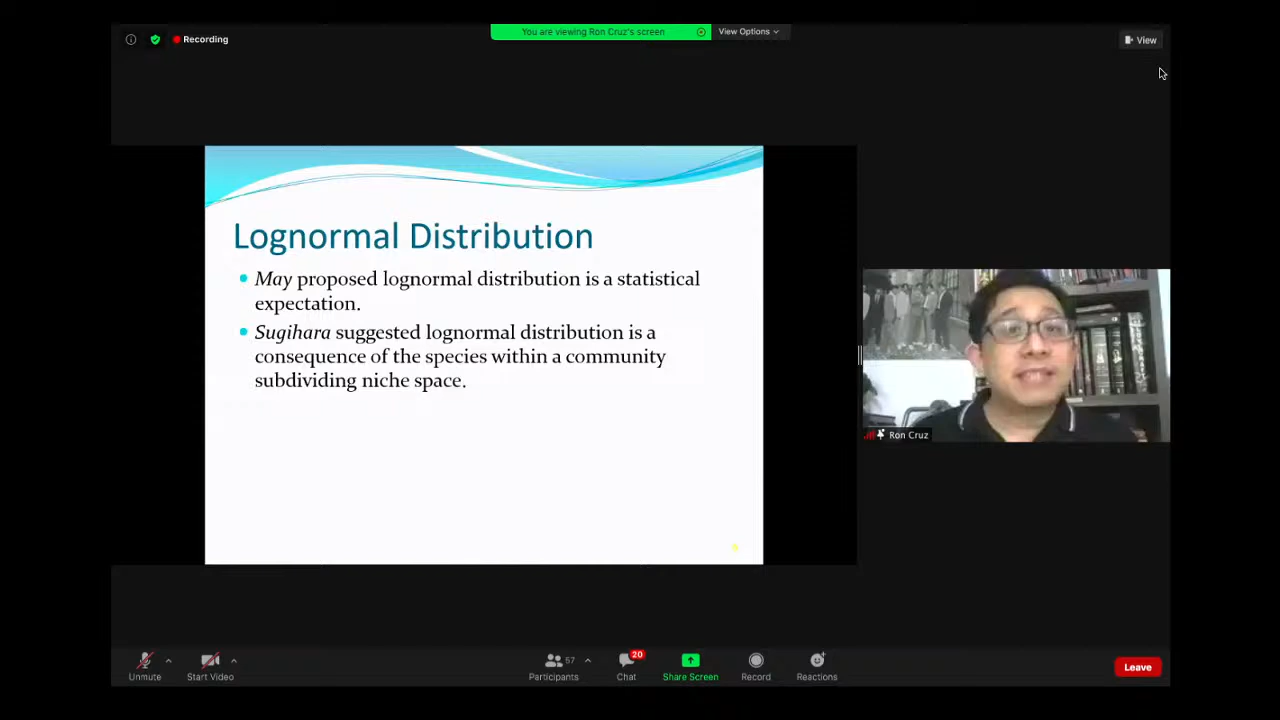 Recording
You are viewing Ron Cruz's screen
View Options
View
Lognormal Distribution
May proposed lognormal distribution is a statistical
expectation.
Sugihara suggested lognormal distribution is a
consequence of the species within a community
subdividing niche space.
Ron Cruz
Unmute
Start Video
57
Participants
20
Chat
Share Screen
Record
Reactions
Leave